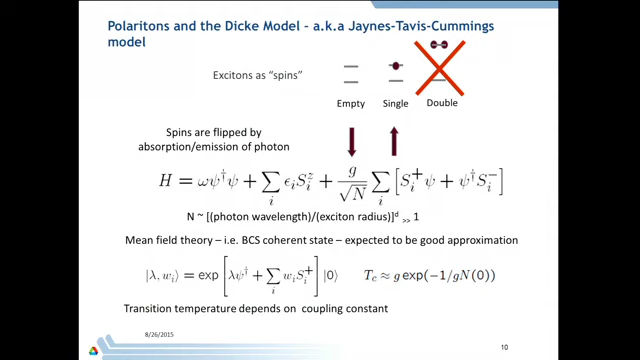 Polaritons and the Dicke Model – a.k.a Jaynes-Tavis-Cummings
model
Excitons as "spins"
Empty Single Double
Spins are flipped by
absorption/emission of photon
H = ωψ†ψ + ∑_i ϵ_i S_i^z + g/√N ∑_i [S_i^+ ψ + ψ† S_i^-]
N ~ [(photon wavelength)/(exciton radius)]^d >> 1
Mean field theory – i.e. BCS coherent state – expected to be good approximation
|λ, w_i⟩ = exp [λψ† + ∑_i w_i S_i^+] |0⟩ T_c ≈ g exp(−1/gN(0))
Transition temperature depends on coupling constant
8/26/2015
10